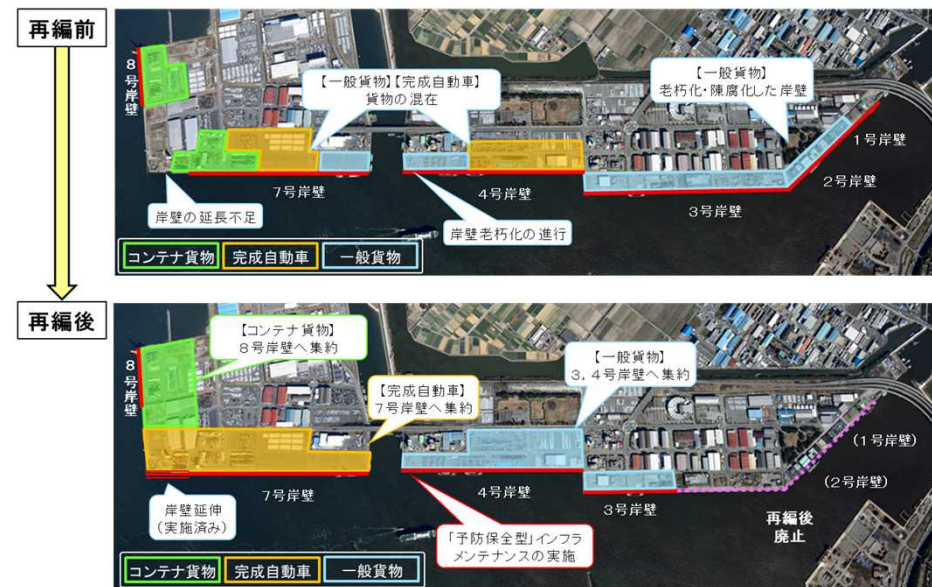 再編前
8号岸壁
【一般貨物】【完成自動車】
貨物の混在
【一般貨物】
老朽化・陳腐化した岸壁
1号岸壁
2号岸壁
3号岸壁
4号岸壁
7号岸壁
岸壁の延長不足
岸壁老朽化の進行
コンテナ貨物
完成自動車
一般貨物
再編後
8号岸壁
【コンテナ貨物】
8号岸壁へ集約
【完成自動車】
7号岸壁へ集約
【一般貨物】
3,4号岸壁へ集約
(1号岸壁)
(2号岸壁)
3号岸壁
4号岸壁
7号岸壁
再編後
廃止
岸壁延伸
(実施済み)
「予防保全型」インフラ
メンテナンスの実施
コンテナ貨物
完成自動車
一般貨物